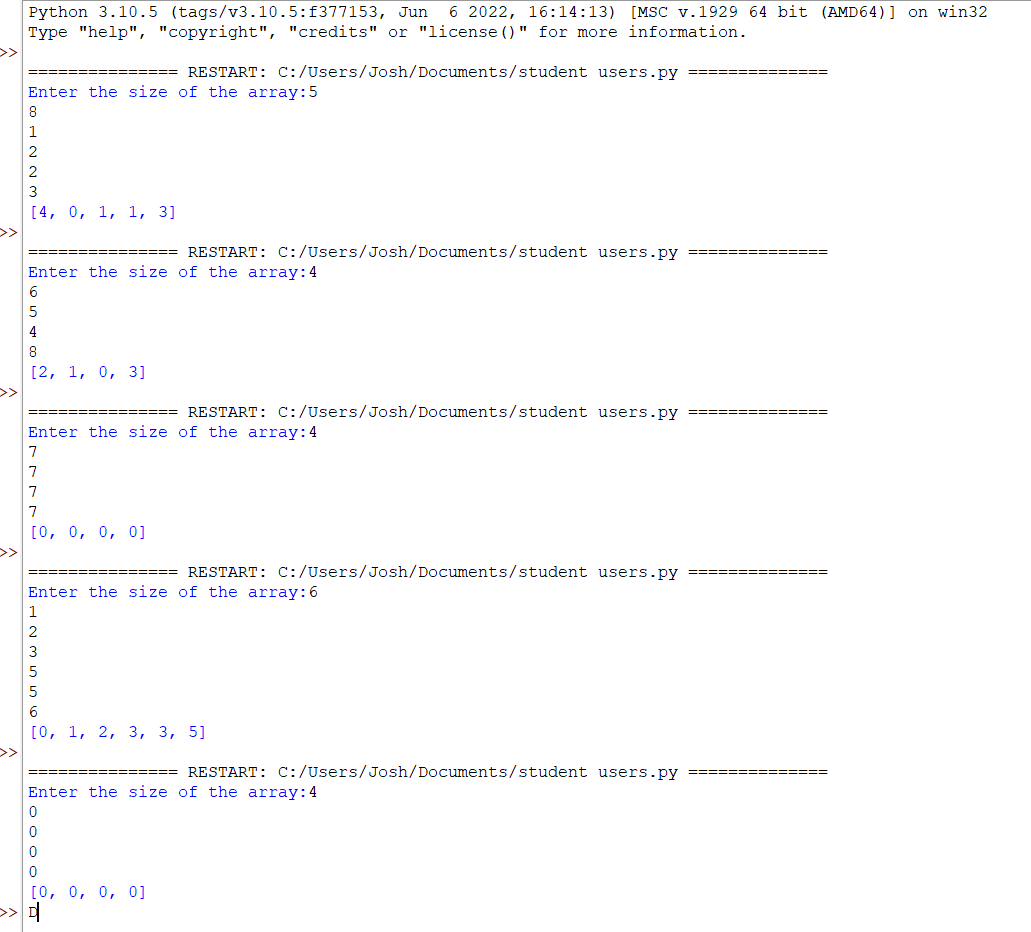 Python 3.10.5 (tags/v3.10.5:f377153, Jun  6 2022, 16:14:13) [MSC v.1929 64 bit (AMD64)] on win32
Type "help", "copyright", "credits" or "license()" for more information.
>>
=============== RESTART: C:/Users/Josh/Documents/student users.py ==============
Enter the size of the array:5
8
1
2
2
3
[4, 0, 1, 1, 3]
>>
=============== RESTART: C:/Users/Josh/Documents/student users.py ==============
Enter the size of the array:4
6
5
4
8
[2, 1, 0, 3]
>>
=============== RESTART: C:/Users/Josh/Documents/student users.py ==============
Enter the size of the array:4
7
7
7
7
[0, 0, 0, 0]
>>
=============== RESTART: C:/Users/Josh/Documents/student users.py ==============
Enter the size of the array:6
1
2
3
5
5
6
[0, 1, 2, 3, 3, 5]
>>
=============== RESTART: C:/Users/Josh/Documents/student users.py ==============
Enter the size of the array:4
0
0
0
0
[0, 0, 0, 0]
>> D